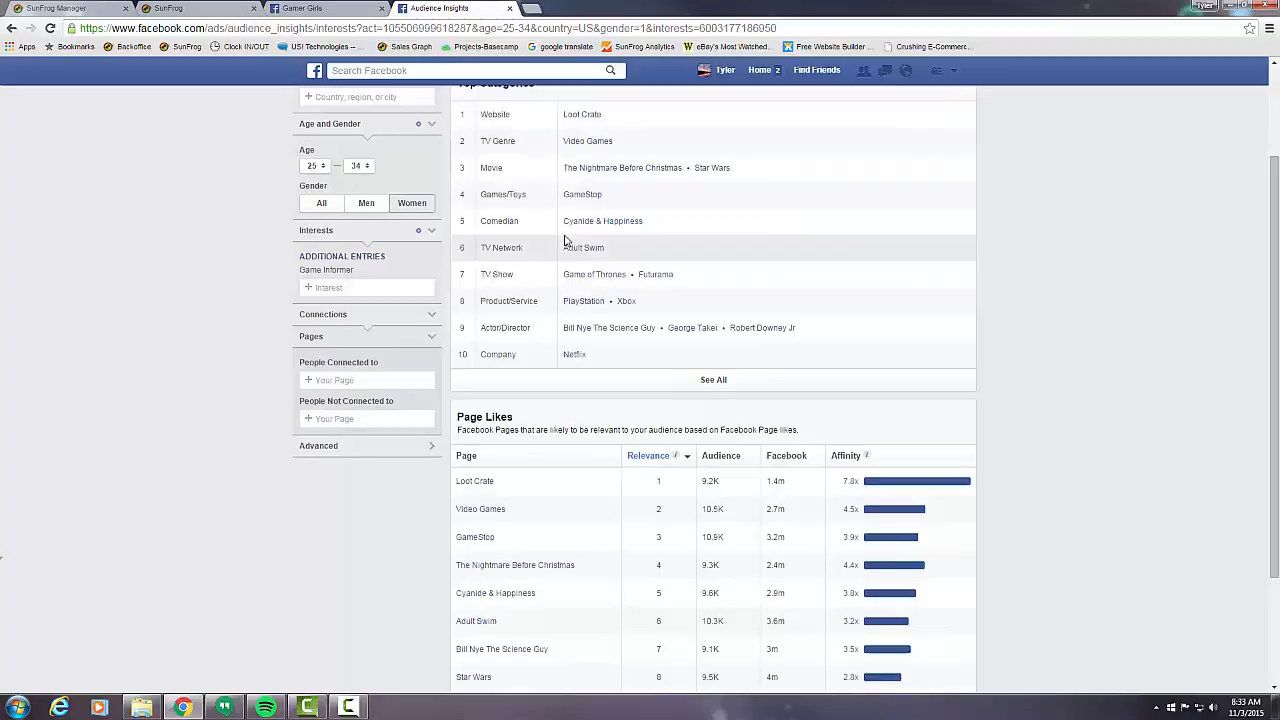 Tyler
SunFrog Manager
SunFrog
Gamer Girls
Audience Insights
https://www.facebook.com/ads/audience_insights/interests?act=105506999618287&age=25-34&country=US&gender=1&interests=6003177186950
Apps Bookmarks Backoffice SunFrog Clock IN/OUT USI Technologies -... Sales Graph Projects-Basecamp google translate SunFrog Analytics eBay's Most Watched... Free Website Builder ... Crushing E-Commerc...
Search Facebook
Tyler Home 2 Find Friends
Top Categories
+ Country, region, or city
Age and Gender
Age
25 — 34
Gender
All Men Women
Interests
ADDITIONAL ENTRIES
Game Informer
+ Interest
Connections
Pages
People Connected to
+ Your Page
People Not Connected to
+ Your Page
Advanced
1 Website Loot Crate
2 TV Genre Video Games
3 Movie The Nightmare Before Christmas • Star Wars
4 Games/Toys GameStop
5 Comedian Cyanide & Happiness
6 TV Network Adult Swim
7 TV Show Game of Thrones • Futurama
8 Product/Service PlayStation • Xbox
9 Actor/Director Bill Nye The Science Guy • George Takei • Robert Downey Jr
10 Company Netflix
See All
Page Likes
Facebook Pages that are likely to be relevant to your audience based on Facebook Page likes.
Page Relevance Audience Facebook Affinity
Loot Crate 1 9.2K 1.4m 7.8x
Video Games 2 10.5K 2.7m 4.5x
GameStop 3 10.9K 3.2m 3.9x
The Nightmare Before Christmas 4 9.3K 2.4m 4.4x
Cyanide & Happiness 5 9.6K 2.9m 3.8x
Adult Swim 6 10.3K 3.6m 3.2x
Bill Nye The Science Guy 7 9.1K 3m 3.5x
Star Wars 8 9.5K 4m 2.8x
8:33 AM
11/3/2015